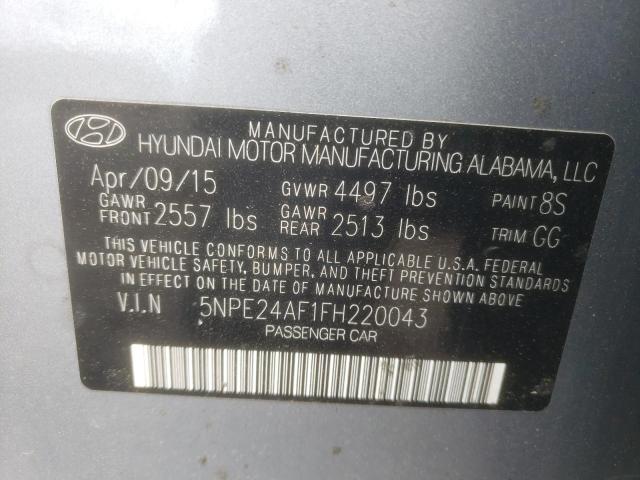 MANUFACTURED BY
HYUNDAI MOTOR MANUFACTURING ALABAMA, LLC
Apr/09/15 GVWR 4497 lbs PAINT 8S
GAWR FRONT 2557 lbs GAWR REAR 2513 lbs TRIM GG
THIS VEHICLE CONFORMS TO ALL APPLICABLE U.S.A. FEDERAL
MOTOR VEHICLE SAFETY, BUMPER, AND THEFT PREVENTION STANDARDS
IN EFFECT ON THE DATE OF MANUFACTURE SHOWN ABOVE
V.I.N 5NPE24AF1FH220043
PASSENGER CAR